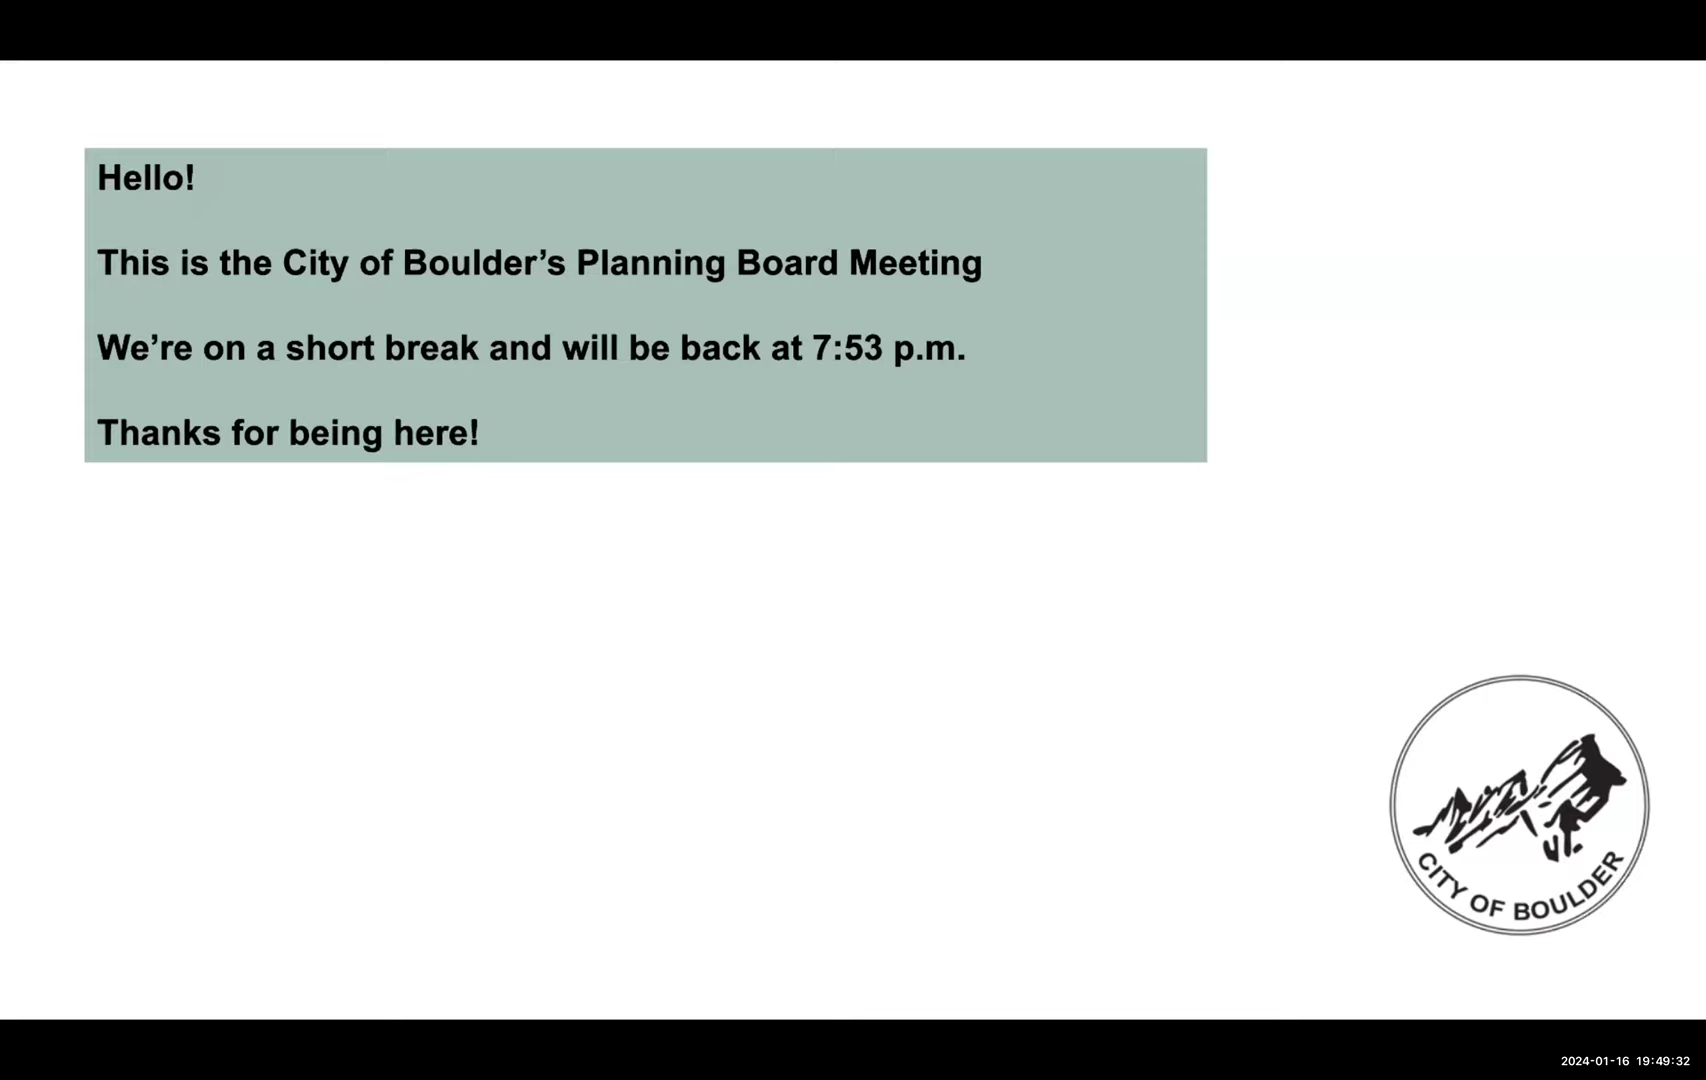 Hello!
This is the City of Boulder’s Planning Board Meeting
We’re on a short break and will be back at 7:53 p.m.
Thanks for being here!
CITY OF BOULDER
2024-01-16 19:49:32